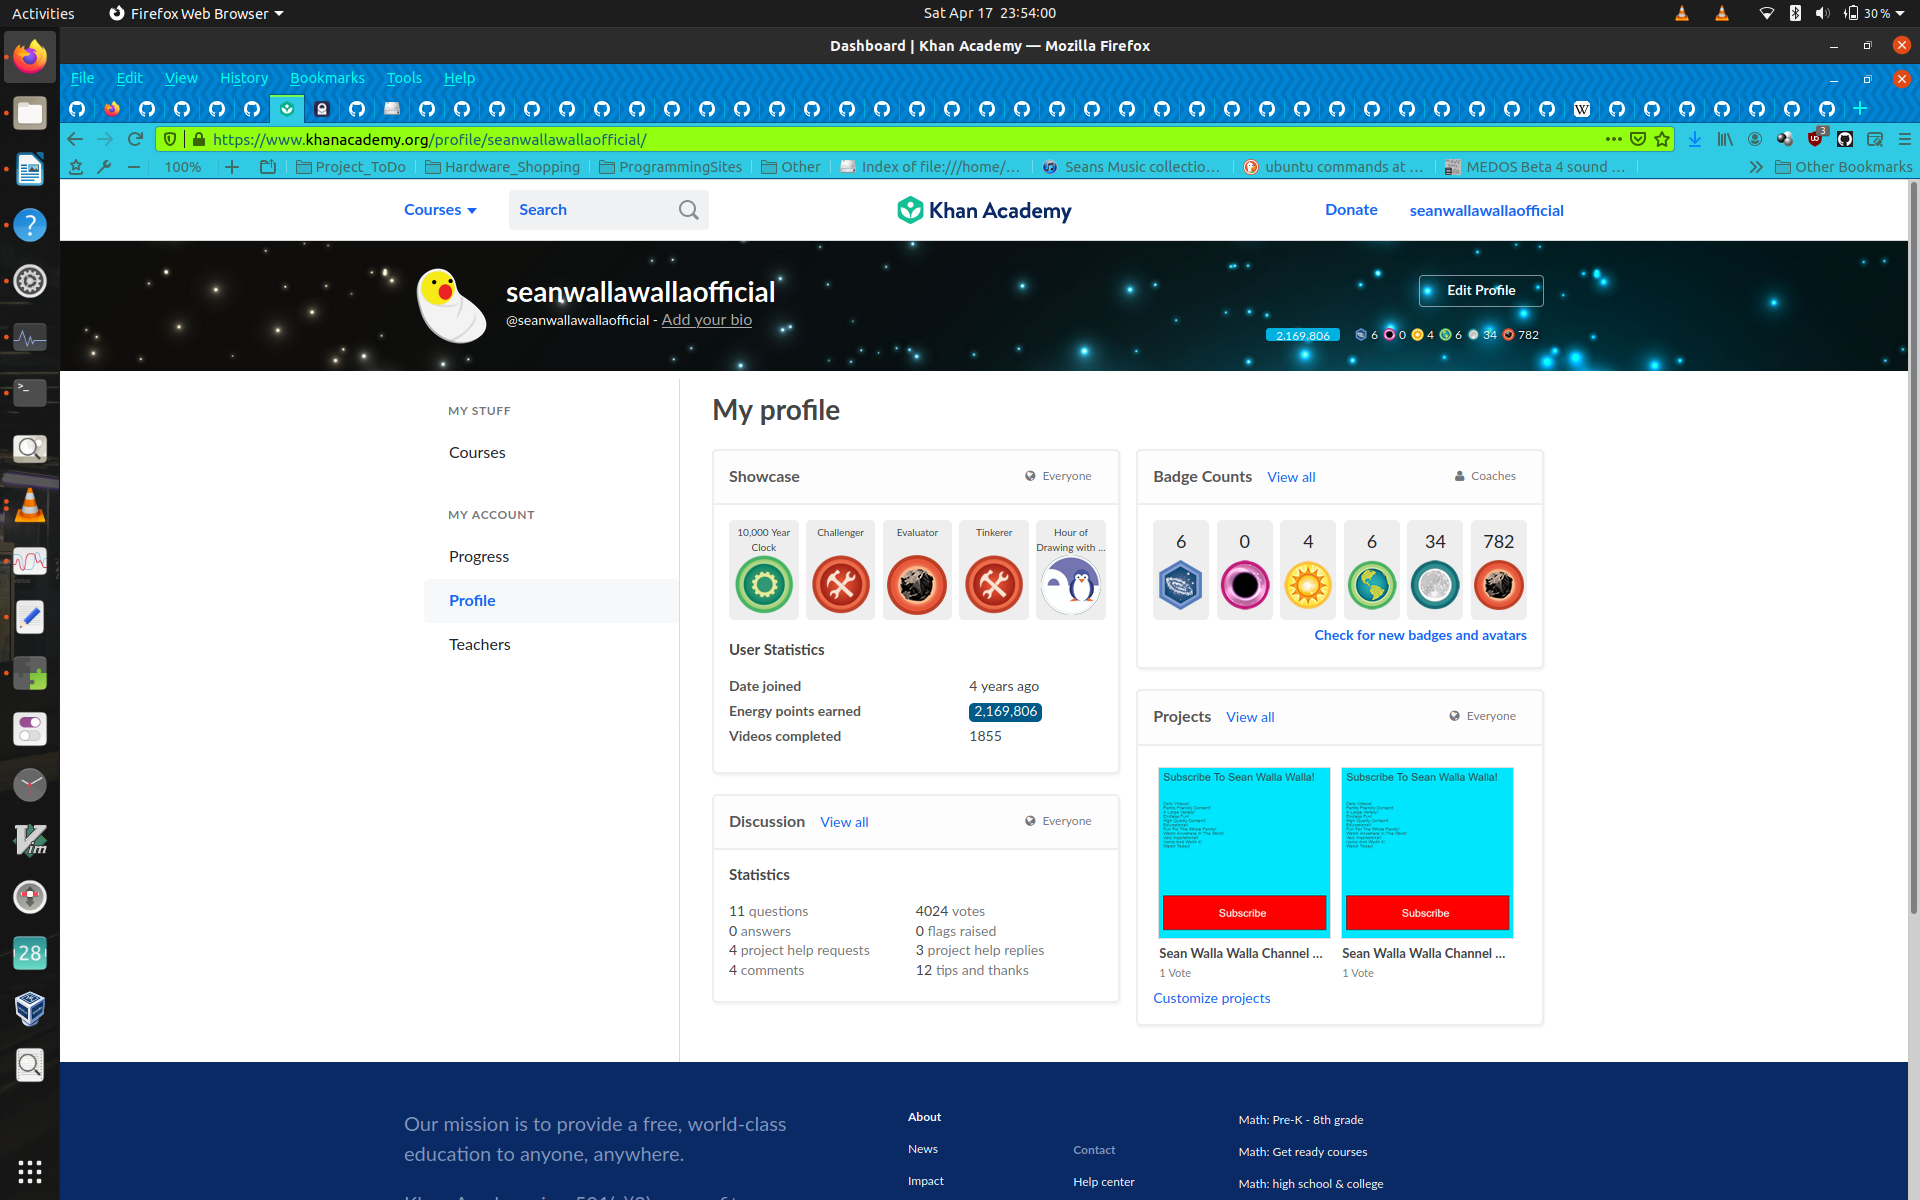 Activities
Firefox Web Browser
Sat Apr 17 23:54:00
30 %
Dashboard | Khan Academy — Mozilla Firefox
File Edit View History Bookmarks Tools Help
https://www.khanacademy.org/profile/seanwallawallaofficial/
3
100%
Project_ToDo
Hardware_Shopping
ProgrammingSites
Other
Index of file:///home/...
Seans Music collectio...
ubuntu commands at ...
MEDOS Beta 4 sound ...
Other Bookmarks
Courses
Search
Khan Academy
Donate
seanwallawallaofficial
seanwallawallaofficial
@seanwallawallaofficial - Add your bio
Edit Profile
2,169,806 6 0 4 6 34 782
MY STUFF
Courses
MY ACCOUNT
Progress
Profile
Teachers
My profile
Showcase
Everyone
10,000 Year
Clock
Challenger
Evaluator
Tinkerer
Hour of
Drawing with ...
User Statistics
Date joined 4 years ago
Energy points earned 2,169,806
Videos completed 1855
Badge Counts View all
Coaches
6 0 4 6 34 782
Check for new badges and avatars
Discussion View all
Everyone
Statistics
11 questions 4024 votes
0 answers 0 flags raised
4 project help requests 3 project help replies
4 comments 12 tips and thanks
Projects View all
Everyone
Subscribe To Sean Walla Walla!
Subscribe
Sean Walla Walla Channel ...
1 Vote
Subscribe To Sean Walla Walla!
Subscribe
Sean Walla Walla Channel ...
1 Vote
Customize projects
28
Our mission is to provide a free, world-class
education to anyone, anywhere.
About
News
Impact
Contact
Help center
Math: Pre-K - 8th grade
Math: Get ready courses
Math: high school & college